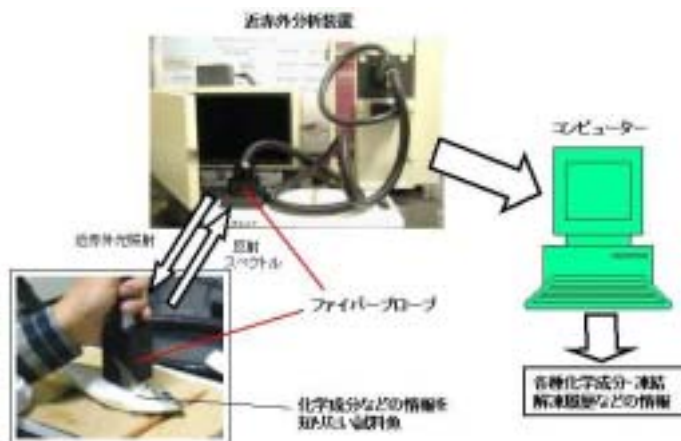 近赤外分析装置
コンピューター
近赤外光照射
反射
スペクトル
ファイバープローブ
化学成分などの情報を
知りたい試料魚
各種化学成分・凍結
解凍履歴などの情報